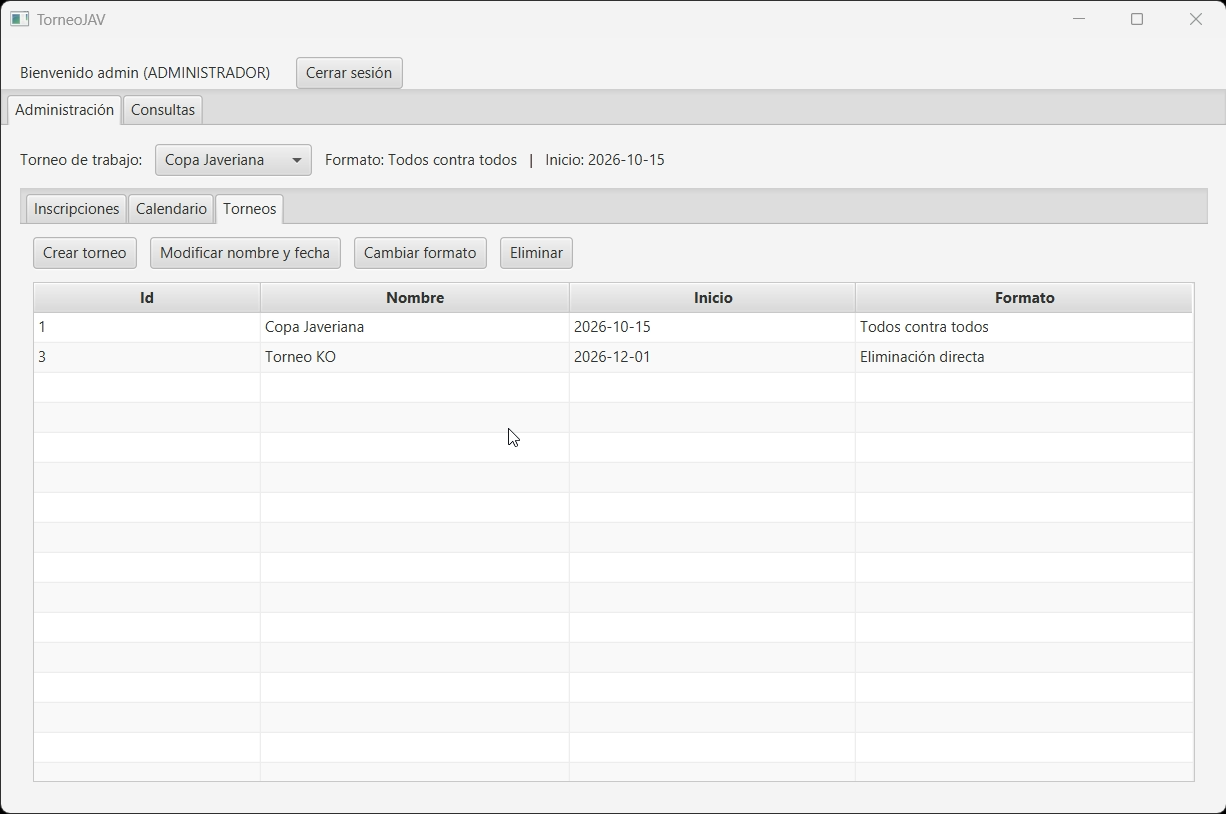 TorneoJAV
Bienvenido admin (ADMINISTRADOR) Cerrar sesión
Administración Consultas
Torneo de trabajo: Copa Javeriana Formato: Todos contra todos | Inicio: 2026-10-15
Inscripciones Calendario Torneos
Crear torneo Modificar nombre y fecha Cambiar formato Eliminar
Id Nombre Inicio Formato
1 Copa Javeriana 2026-10-15 Todos contra todos
3 Torneo KO 2026-12-01 Eliminación directa